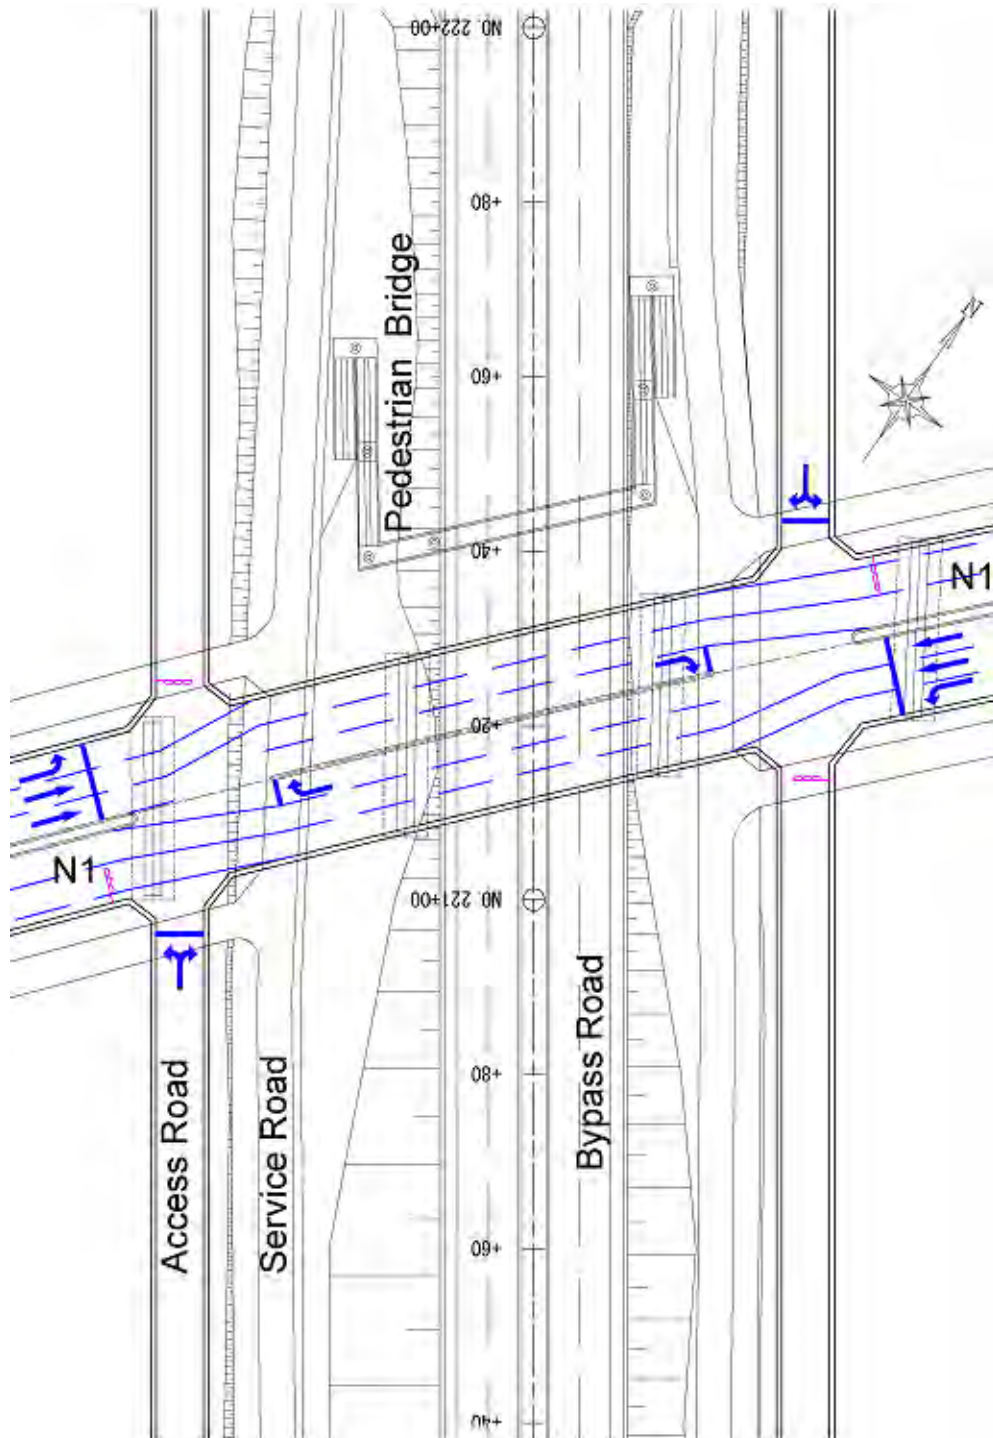 NO. 222+00
+80
Pedestrian Bridge
N
+60
+40
N1
+20
N1
NO. 221+00
Bypass Road
+80
Access Road
Service Road
+60
+40